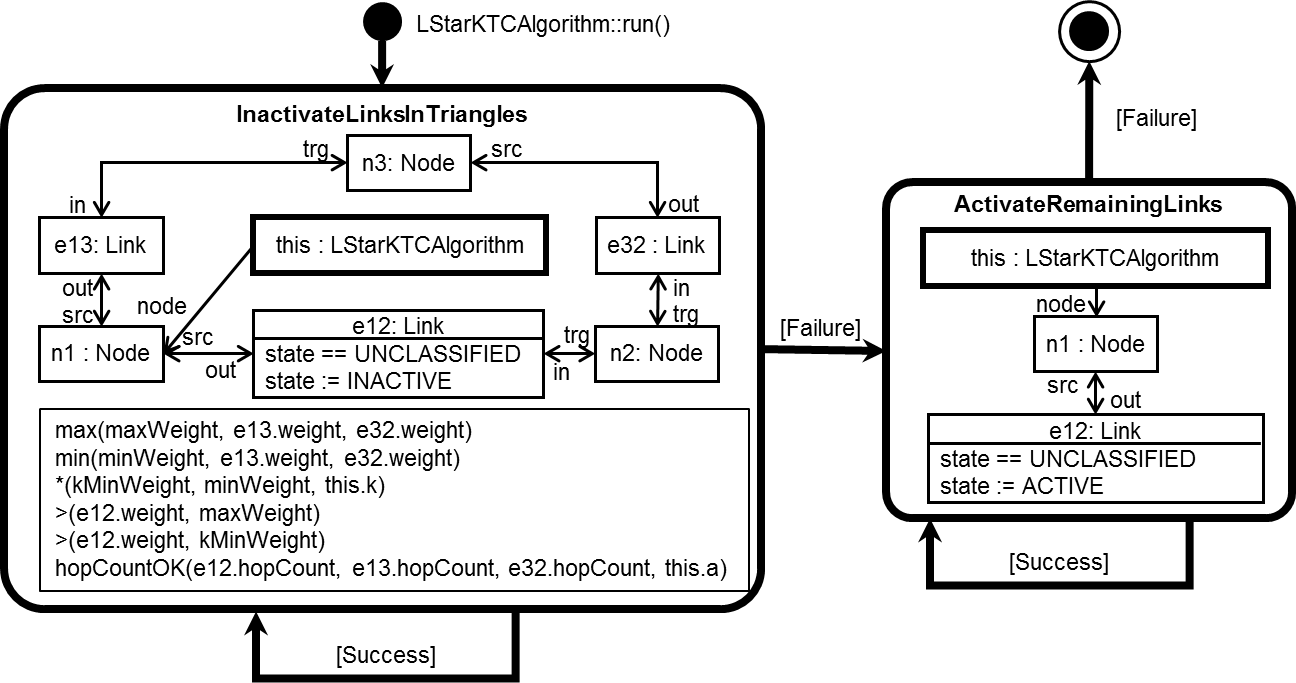 LStarKTCAlgorithm::run()
InactivateLinksInTriangles
trg
n3: Node
src
in
out
e13: Link
this : LStarKTCAlgorithm
e32 : Link
out
src
node
in
trg
n1 : Node
src
out
e12: Link
state == UNCLASSIFIED
state := INACTIVE
trg
in
n2: Node
max(maxWeight, e13.weight, e32.weight)
min(minWeight, e13.weight, e32.weight)
*(kMinWeight, minWeight, this.k)
>(e12.weight, maxWeight)
>(e12.weight, kMinWeight)
hopCountOK(e12.hopCount, e13.hopCount, e32.hopCount, this.a)
[Success]
[Failure]
[Failure]
ActivateRemainingLinks
this : LStarKTCAlgorithm
node
n1 : Node
src
out
e12: Link
state == UNCLASSIFIED
state := ACTIVE
[Success]